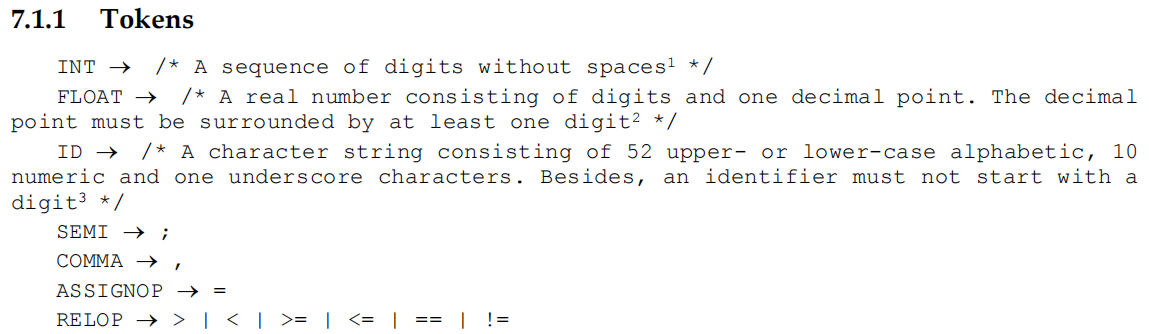 7.1.1 Tokens
INT → /* A sequence of digits without spaces¹ */
FLOAT → /* A real number consisting of digits and one decimal point. The decimal
point must be surrounded by at least one digit² */
ID → /* A character string consisting of 52 upper- or lower-case alphabetic, 10
numeric and one underscore characters. Besides, an identifier must not start with a
digit³ */
SEMI → ;
COMMA → ,
ASSIGNOP → =
RELOP → > | < | >= | <= | == | !=